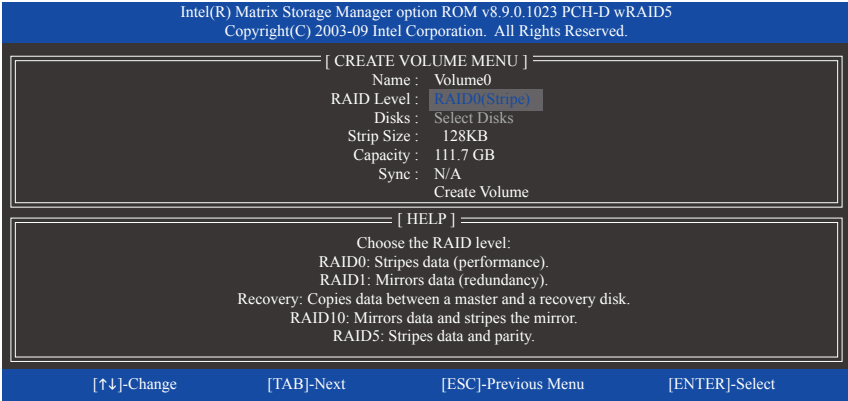 Intel(R) Matrix Storage Manager option ROM v8.9.0.1023 PCH-D wRAID5
Copyright(C) 2003-09 Intel Corporation. All Rights Reserved.
[ CREATE VOLUME MENU ]
Name : Volume0
RAID Level : RAID0(Stripe)
Disks : Select Disks
Strip Size : 128KB
Capacity : 111.7 GB
Sync : N/A
Create Volume
[ HELP ]
Choose the RAID level:
RAID0: Stripes data (performance).
RAID1: Mirrors data (redundancy).
Recovery: Copies data between a master and a recovery disk.
RAID10: Mirrors data and stripes the mirror.
RAID5: Stripes data and parity.
[↑↓]-Change [TAB]-Next [ESC]-Previous Menu [ENTER]-Select